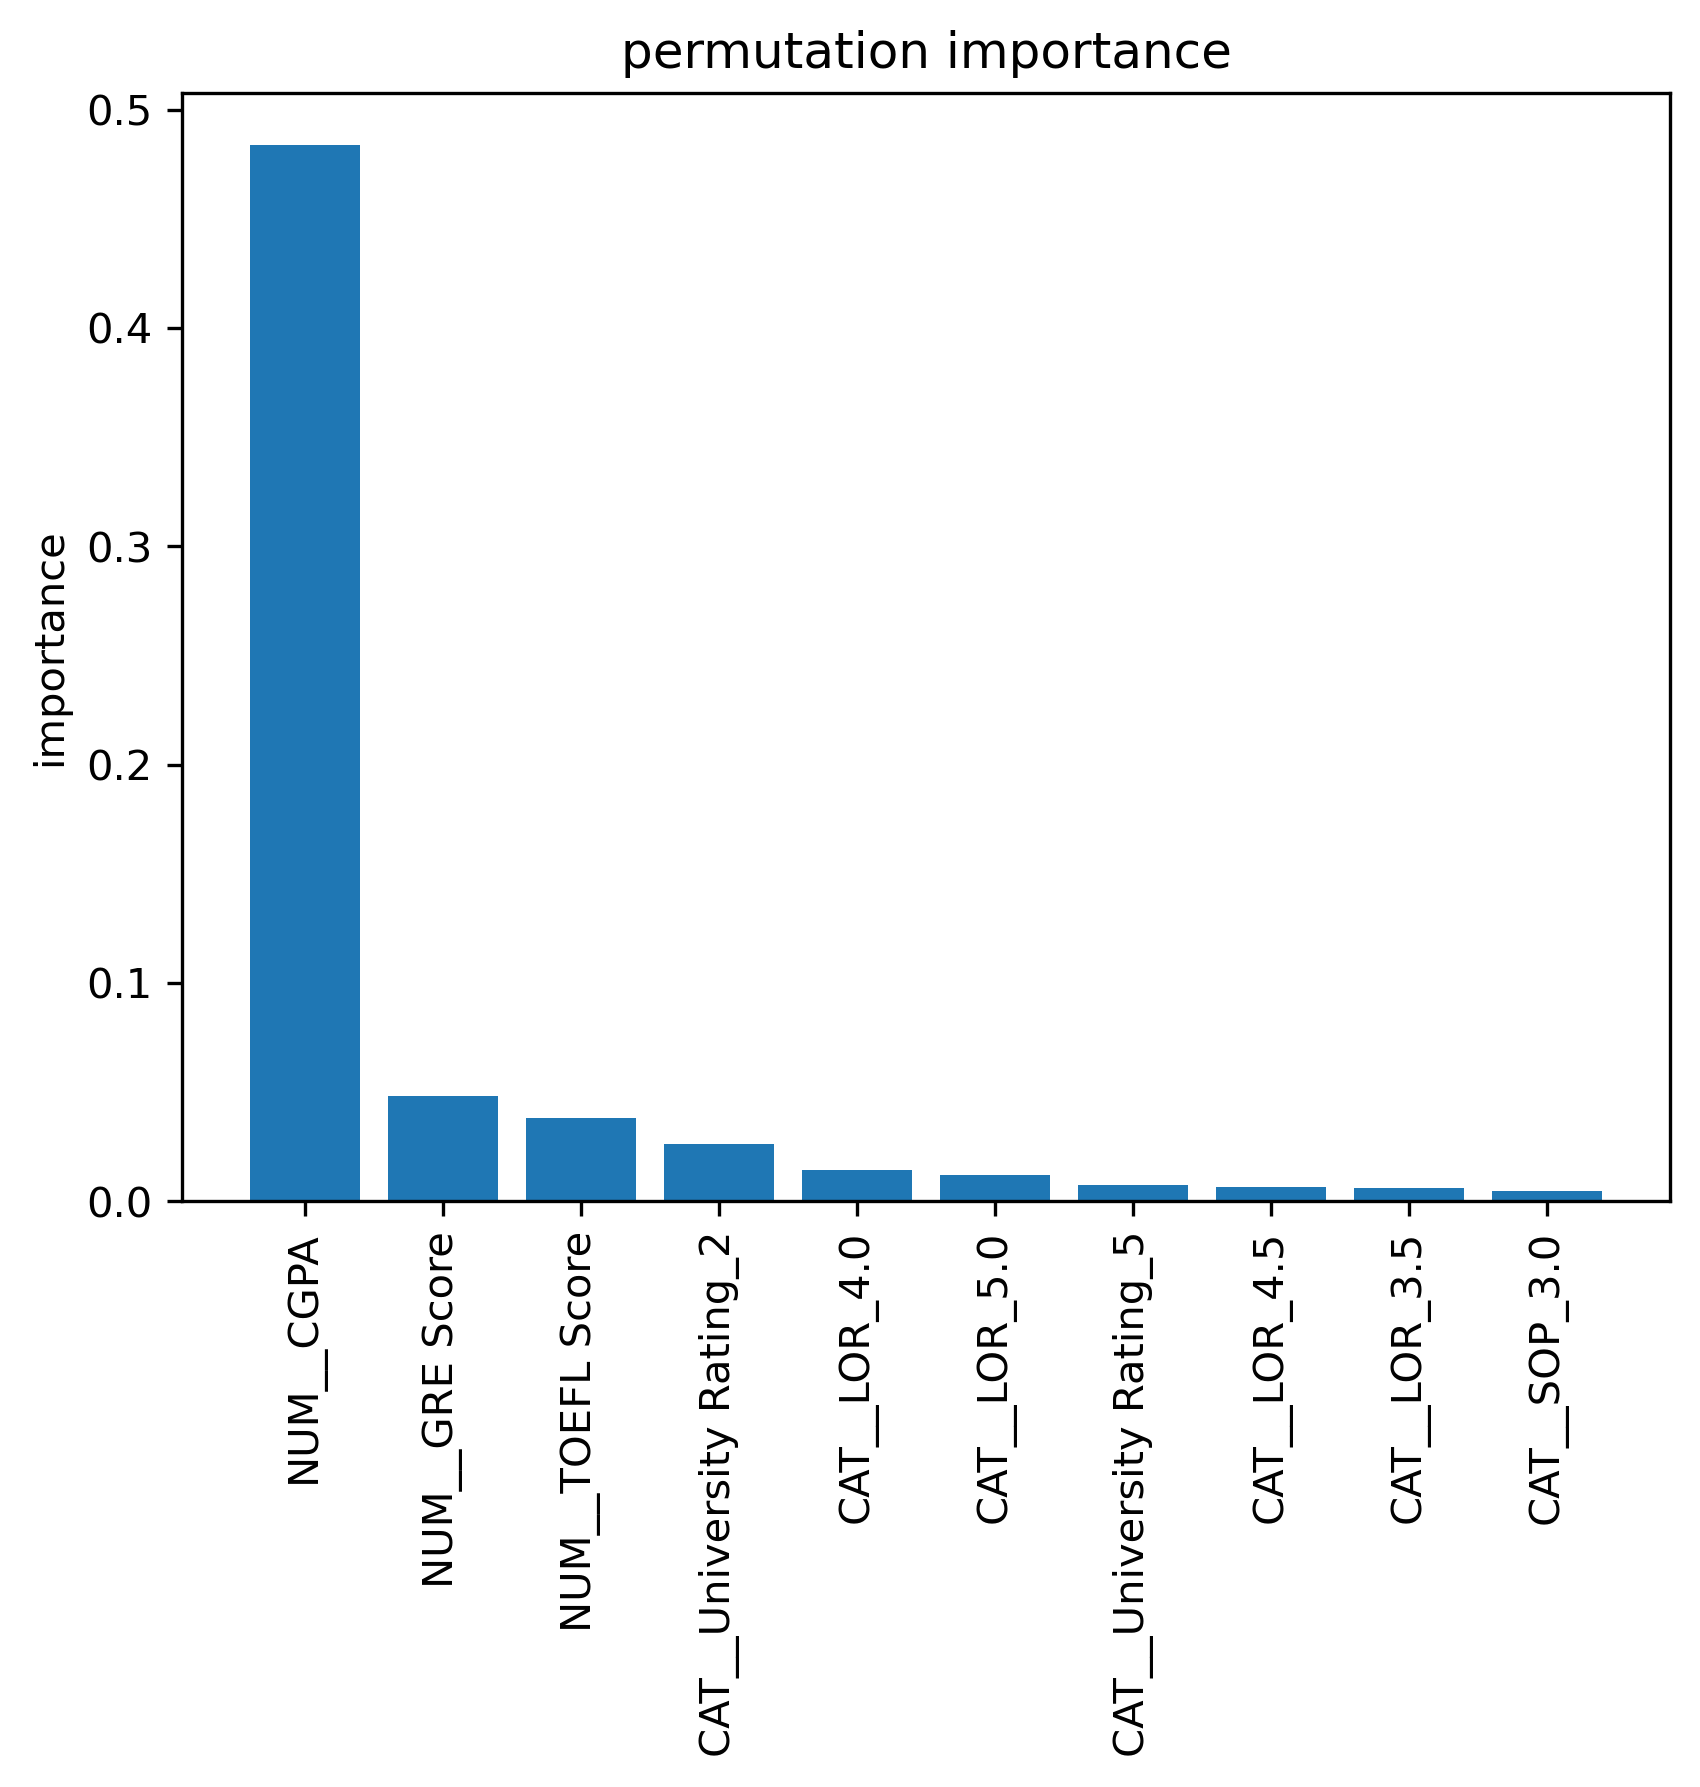 permutation importance
importance
0.5
0.4
0.3
0.2
0.1
0.0
NUM__CGPA
NUM__GRE Score
NUM__TOEFL Score
CAT__University Rating_2
CAT__LOR_4.0
CAT__LOR_5.0
CAT__University Rating_5
CAT__LOR_4.5
CAT__LOR_3.5
CAT__SOP_3.0